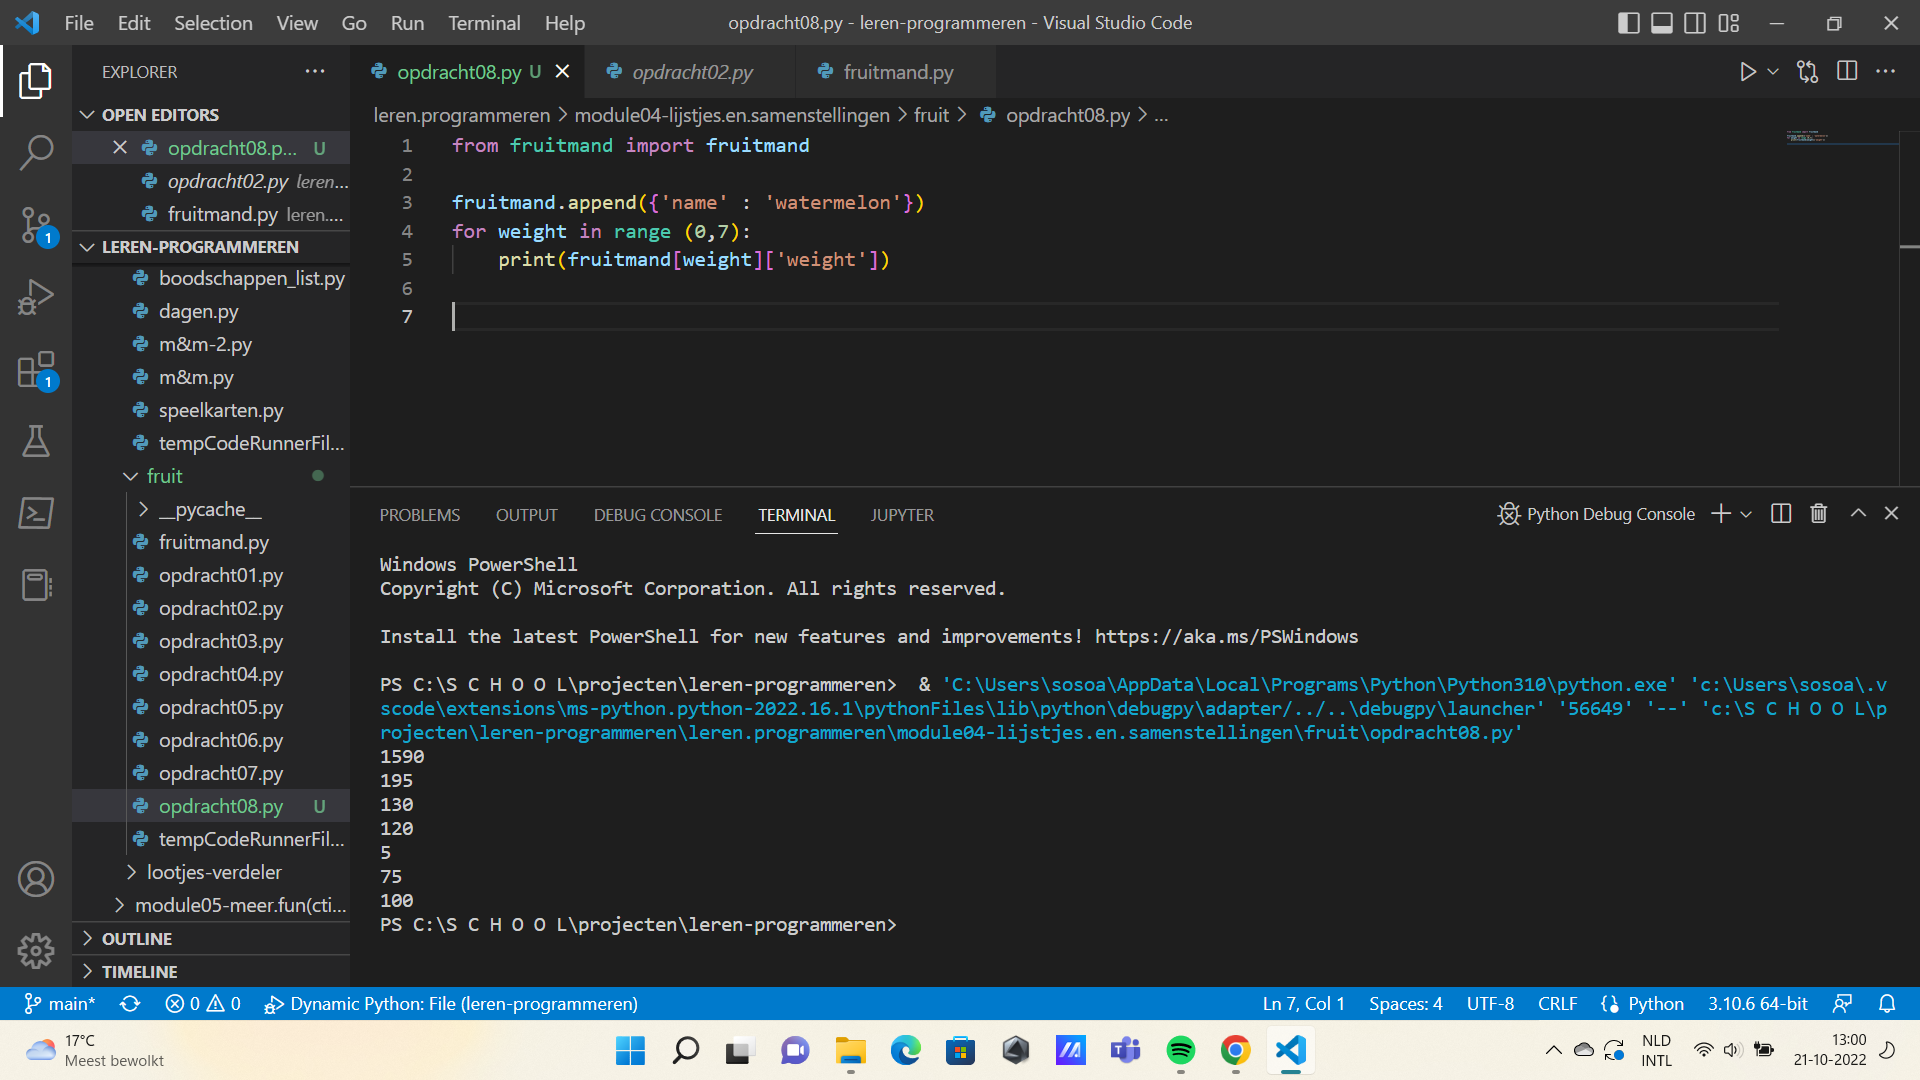 File Edit Selection View Go Run Terminal Help
opdracht08.py - leren-programmeren - Visual Studio Code
EXPLORER
OPEN EDITORS
opdracht08.p... U
opdracht02.py leren...
fruitmand.py leren....
LEREN-PROGRAMMEREN
boodschappen_list.py
dagen.py
m&m-2.py
m&m.py
speelkarten.py
tempCodeRunnerFil...
fruit
__pycache__
fruitmand.py
opdracht01.py
opdracht02.py
opdracht03.py
opdracht04.py
opdracht05.py
opdracht06.py
opdracht07.py
opdracht08.py U
tempCodeRunnerFil...
lootjes-verdeler
module05-meer.fun(cti...
OUTLINE
TIMELINE
1
1
opdracht08.py U opdracht02.py fruitmand.py
leren.programmeren > module04-lijstjes.en.samenstellingen > fruit > opdracht08.py > ...
1 from fruitmand import fruitmand
2
3 fruitmand.append({'name' : 'watermelon'})
4 for weight in range (0,7):
5     print(fruitmand[weight]['weight'])
6
7
PROBLEMS OUTPUT DEBUG CONSOLE TERMINAL JUPYTER
Python Debug Console
Windows PowerShell
Copyright (C) Microsoft Corporation. All rights reserved.
Install the latest PowerShell for new features and improvements! https://aka.ms/PSWindows
PS C:\S C H O O L\projecten\leren-programmeren>  & 'C:\Users\sosoa\AppData\Local\Programs\Python\Python310\python.exe' 'c:\Users\sosoa\.v
scode\extensions\ms-python.python-2022.16.1\pythonFiles\lib\python\debugpy\adapter/../..\debugpy\launcher' '56649' '--' 'c:\S C H O O L\p
rojecten\leren-programmeren\leren.programmeren\module04-lijstjes.en.samenstellingen\fruit\opdracht08.py'
1590
195
130
120
5
75
100
PS C:\S C H O O L\projecten\leren-programmeren>
main* 0 0 Dynamic Python: File (leren-programmeren)
Ln 7, Col 1 Spaces: 4 UTF-8 CRLF Python 3.10.6 64-bit
17°C
Meest bewolkt
NLD
INTL
13:00
21-10-2022